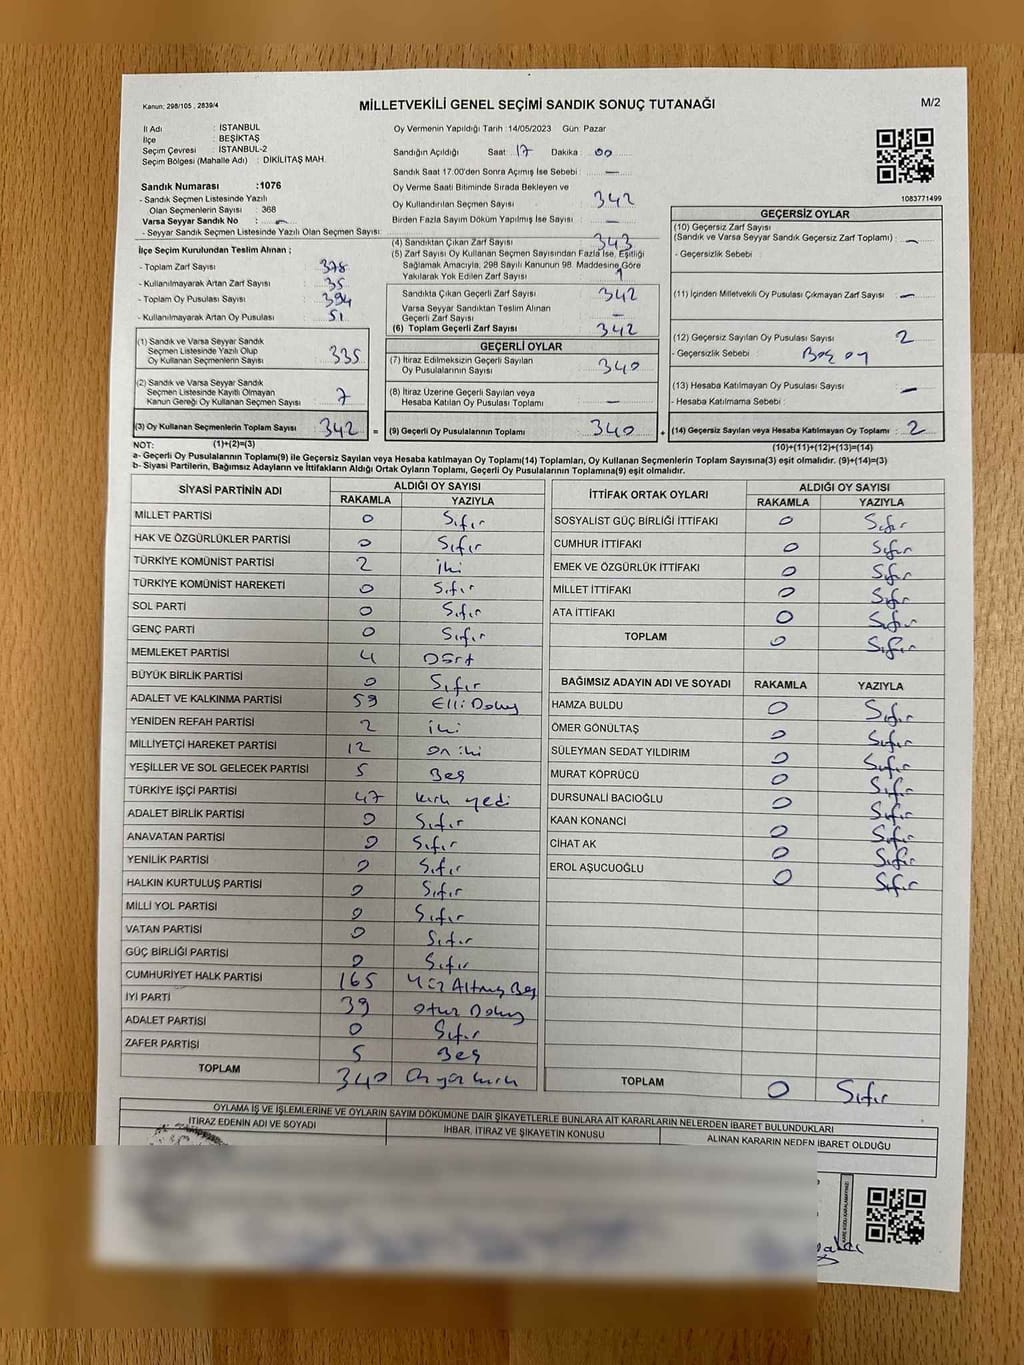 Kanun: 298/105 , 2839/4
MİLLETVEKİLİ GENEL SEÇİMİ SANDIK SONUÇ TUTANAĞI
M/2
İl Adı : İSTANBUL
İlçe : BEŞİKTAŞ
Seçim Çevresi : İSTANBUL-2
Seçim Bölgesi (Mahalle Adı) : DİKİLİTAŞ MAH.
Oy Vermenin Yapıldığı Tarih :14/05/2023 Gün: Pazar
Sandığın Açıldığı Saat : 17 Dakika : 00
Sandık Saat 17.00'den Sonra Açımış İse Sebebi : —
1083771499
Sandık Numarası :1076
- Sandık Seçmen Listesinde Yazılı
Olan Seçmenlerin Sayısı : 368
Varsa Seyyar Sandık No : —
- Seyyar Sandık Seçmen Listesinde Yazılı Olan Seçmen Sayısı:
Oy Verme Saati Bitiminde Sırada Bekleyen ve
Oy Kullandırılan Seçmen Sayısı : 342
Birden Fazla Sayım Döküm Yapılmış İse Sayısı : —
İlçe Seçim Kurulundan Teslim Alınan ;
- Toplam Zarf Sayısı : 378
- Kullanılmayarak Artan Zarf Sayısı : 35
- Toplam Oy Pusulası Sayısı : 394
- Kullanılmayarak Artan Oy Pusulası : 51
(4) Sandıktan Çıkan Zarf Sayısı : 343
(5) Zarf Sayısı Oy Kullanan Seçmen Sayısından Fazla İse, Eşitliği
Sağlamak Amacıyla, 298 Sayılı Kanunun 98. Maddesine Göre
Yakılarak Yok Edilen Zarf Sayısı : 1
Sandıkta Çıkan Geçerli Zarf Sayısı : 342
Varsa Seyyar Sandıktan Teslim Alınan
Geçerli Zarf Sayısı : —
(6) Toplam Geçerli Zarf Sayısı : 342
GEÇERSİZ OYLAR
(10) Geçersiz Zarf Sayısı
(Sandık ve Varsa Seyyar Sandık Geçersiz Zarf Toplamı) : —
- Geçersizlik Sebebi :
(11) İçinden Milletvekili Oy Pusulası Çıkmayan Zarf Sayısı : —
(12) Geçersiz Sayılan Oy Pusulası Sayısı : 2
- Geçersizlik Sebebi : Boş oy
(13) Hesaba Katılmayan Oy Pusulası Sayısı : —
- Hesaba Katılmama Sebebi :
(1) Sandık ve Varsa Seyyar Sandık
Seçmen Listesinde Yazılı Olup
Oy Kullanan Seçmenlerin Sayısı : 335
(2) Sandık ve Varsa Seyyar Sandık
Seçmen Listesinde Kayıtlı Olmayan
Kanun Gereği Oy Kullanan Seçmen Sayısı : 7
GEÇERLİ OYLAR
(7) İtiraz Edilmeksizin Geçerli Sayılan
Oy Pusulalarının Sayısı : 340
(8) İtiraz Üzerine Geçerli Sayılan veya
Hesaba Katılan Oy Pusulası Toplamı : —
(3) Oy Kullanan Seçmenlerin Toplam Sayısı : 342 = (9) Geçerli Oy Pusulalarının Toplamı : 340 + (14) Geçersiz Sayılan veya Hesaba Katılmayan Oy Toplamı : 2
NOT: (1)+(2)=(3) (10)+(11)+(12)+(13)=(14)
a- Geçerli Oy Pusulalarının Toplamı(9) ile Geçersiz Sayılan veya Hesaba katılmayan Oy Toplamı(14) Toplamları, Oy Kullanan Seçmenlerin Toplam Sayısına(3) eşit olmalıdır. (9)+(14)=(3)
b- Siyasi Partilerin, Bağımsız Adayların ve İttifakların Aldığı Ortak Oyların Toplamı, Geçerli Oy Pusulalarının Toplamına(9) eşit olmalıdır.
SİYASİ PARTİNİN ADI ALDIĞI OY SAYISI
RAKAMLA YAZIYLA
MİLLET PARTİSİ 0 Sıfır
HAK VE ÖZGÜRLÜKLER PARTİSİ 0 Sıfır
TÜRKİYE KOMÜNİST PARTİSİ 2 iki
TÜRKİYE KOMÜNİST HAREKETİ 0 Sıfır
SOL PARTİ 0 Sıfır
GENÇ PARTİ 0 Sıfır
MEMLEKET PARTİSİ 4 Dört
BÜYÜK BİRLİK PARTİSİ 0 Sıfır
ADALET VE KALKINMA PARTİSİ 59 Elli Dokuz
YENİDEN REFAH PARTİSİ 2 iki
MİLLİYETÇİ HAREKET PARTİSİ 12 on iki
YEŞİLLER VE SOL GELECEK PARTİSİ 5 Beş
TÜRKİYE İŞÇİ PARTİSİ 47 kırk yedi
ADALET BİRLİK PARTİSİ 0 Sıfır
ANAVATAN PARTİSİ 0 Sıfır
YENİLİK PARTİSİ 0 Sıfır
HALKIN KURTULUŞ PARTİSİ 0 Sıfır
MİLLİ YOL PARTİSİ 0 Sıfır
VATAN PARTİSİ 0 Sıfır
GÜÇ BİRLİĞİ PARTİSİ 0 Sıfır
CUMHURİYET HALK PARTİSİ 165 Yüz Altmış Beş
İYİ PARTİ 39 otuz Dokuz
ADALET PARTİSİ 0 Sıfır
ZAFER PARTİSİ 5 Beş
TOPLAM 340 Üçyüz kırk
İTTİFAK ORTAK OYLARI ALDIĞI OY SAYISI
RAKAMLA YAZIYLA
SOSYALİST GÜÇ BİRLİĞİ İTTİFAKI 0 Sıfır
CUMHUR İTTİFAKI 0 Sıfır
EMEK VE ÖZGÜRLÜK İTTİFAKI 0 Sıfır
MİLLET İTTİFAKI 0 Sıfır
ATA İTTİFAKI 0 Sıfır
TOPLAM 0 Sıfır
BAĞIMSIZ ADAYIN ADI VE SOYADI RAKAMLA YAZIYLA
HAMZA BULDU 0 Sıfır
ÖMER GÖNÜLTAŞ 0 Sıfır
SÜLEYMAN SEDAT YILDIRIM 0 Sıfır
MURAT KÖPRÜCÜ 0 Sıfır
DURSUNALİ BACIOĞLU 0 Sıfır
KAAN KONANCİ 0 Sıfır
CİHAT AK 0 Sıfır
EROL AŞUCUOĞLU 0 Sıfır
TOPLAM 0 Sıfır
OYLAMA İŞ VE İŞLEMLERİNE VE OYLARIN SAYIM DÖKÜMÜNE DAİR ŞİKAYETLERLE BUNLARA AİT KARARLARIN NELERDEN İBARET BULUNDUKLARI
İTİRAZ EDENİN ADI VE SOYADI İHBAR, İTİRAZ VE ŞİKAYETİN KONUSU ALINAN KARARIN NEDEN İBARET OLDUĞU